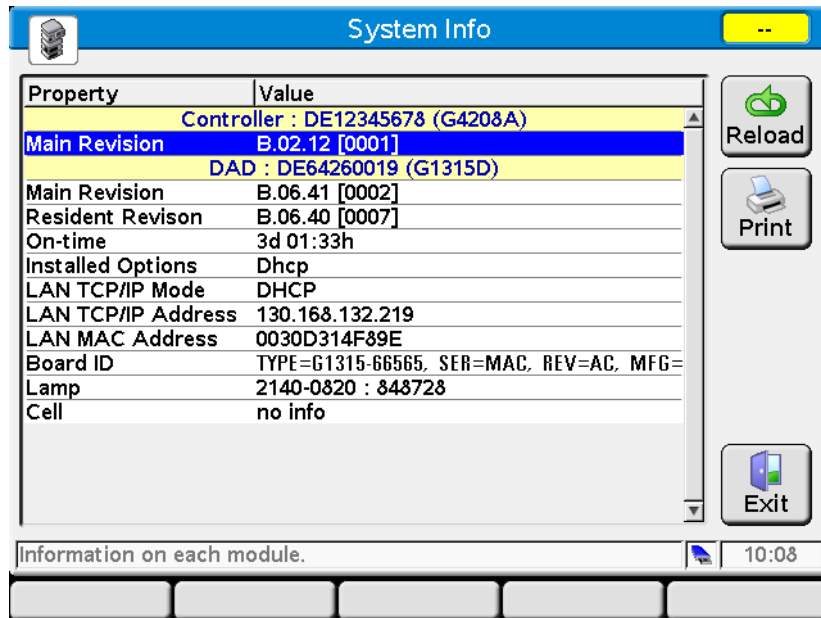 System Info
--
Property Value
Controller : DE12345678 (G4208A)
Main Revision B.02.12 [0001]
DAD : DE64260019 (G1315D)
Main Revision B.06.41 [0002]
Resident Revison B.06.40 [0007]
On-time 3d 01:33h
Installed Options Dhcp
LAN TCP/IP Mode DHCP
LAN TCP/IP Address 130.168.132.219
LAN MAC Address 0030D314F89E
Board ID TYPE=G1315-66565, SER=MAC, REV=AC, MFG=
Lamp 2140-0820 : 848728
Cell no info
Reload
Print
Exit
Information on each module.
10:08